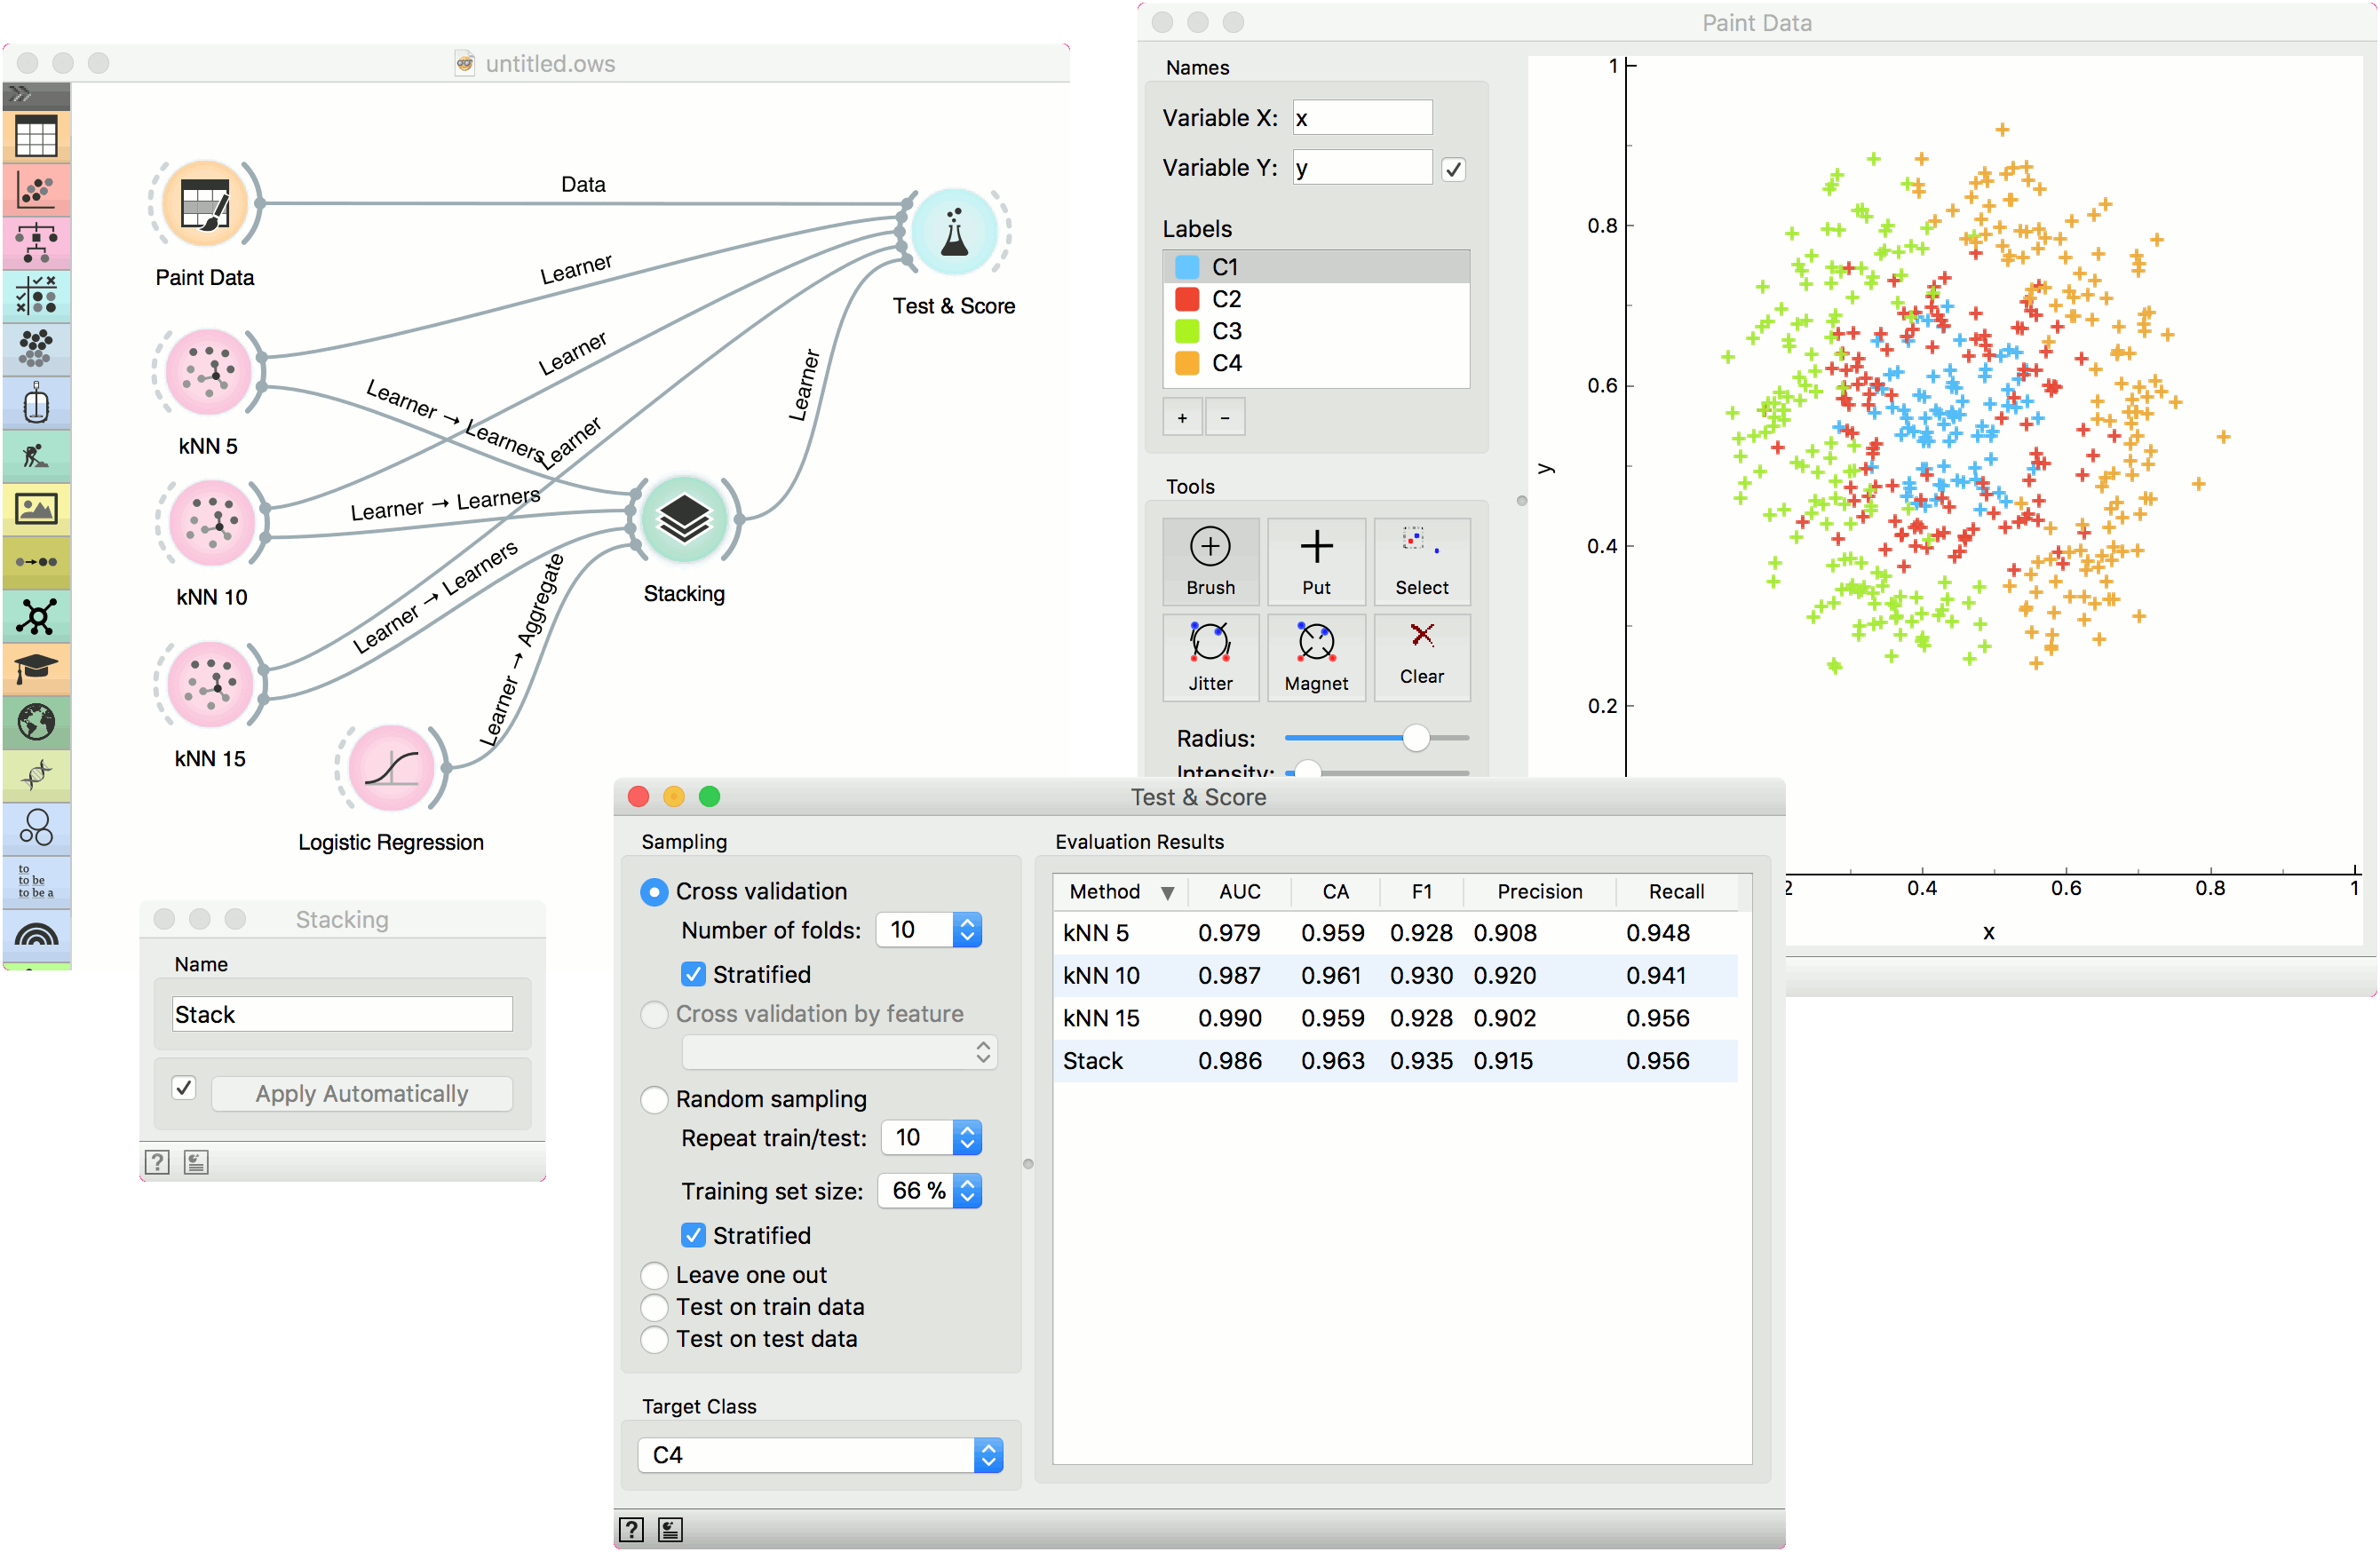 untitled.ows
Data
Learner
Paint Data
Test & Score
Learner
Learner → Learners
Learner
Learner
kNN 5
Learner → Learners
kNN 10
Stacking
Learner → Learners
Learner → Aggregate
kNN 15
Logistic Regression
to
to be
to be a
Stacking
Name
Stack
Apply Automatically
?
Paint Data
Names
Variable X: x
Variable Y: y
Labels
C1
C2
C3
C4
+ -
Tools
Brush Put Select
Jitter Magnet Clear
Radius:
Intensity:
1
0.8
0.6
y
0.4
0.2
2 0.4 0.6 0.8 1
x
Test & Score
Sampling
Cross validation
Number of folds: 10
Stratified
Cross validation by feature
Random sampling
Repeat train/test: 10
Training set size: 66 %
Stratified
Leave one out
Test on train data
Test on test data
Target Class
C4
Evaluation Results
Method AUC CA F1 Precision Recall
kNN 5 0.979 0.959 0.928 0.908 0.948
kNN 10 0.987 0.961 0.930 0.920 0.941
kNN 15 0.990 0.959 0.928 0.902 0.956
Stack 0.986 0.963 0.935 0.915 0.956
?